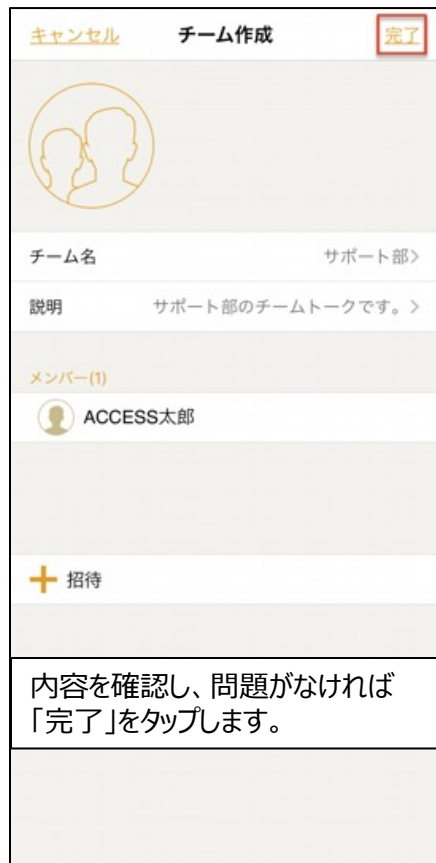 キャンセル チーム作成 完了
チーム名 サポート部>
説明 サポート部のチームトークです。 >
メンバー(1)
ACCESS太郎
+ 招待
内容を確認し、問題がなければ
「完了」をタップします。